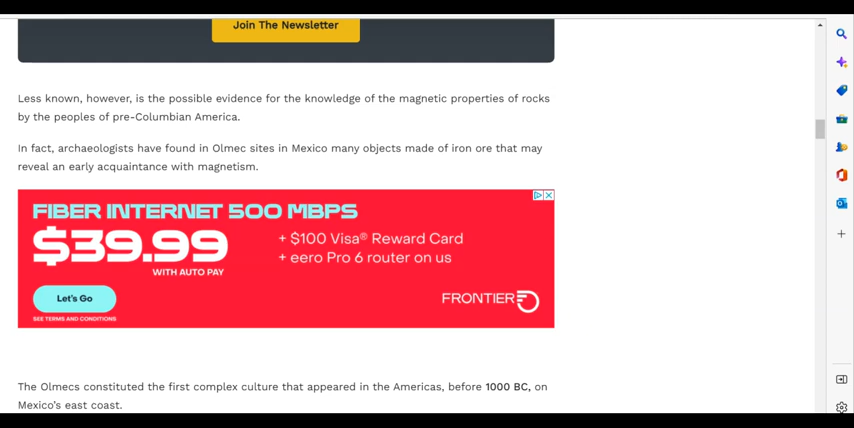 Join The Newsletter
Less known, however, is the possible evidence for the knowledge of the magnetic properties of rocks
by the peoples of pre-Columbian America.
In fact, archaeologists have found in Olmec sites in Mexico many objects made of iron ore that may
reveal an early acquaintance with magnetism.
FIBER INTERNET 500 MBPS
$39.99
WITH AUTO PAY
+ $100 Visa® Reward Card
+ eero Pro 6 router on us
Let's Go
SEE TERMS AND CONDITIONS
FRONTIER
The Olmecs constituted the first complex culture that appeared in the Americas, before 1000 BC, on
Mexico's east coast.